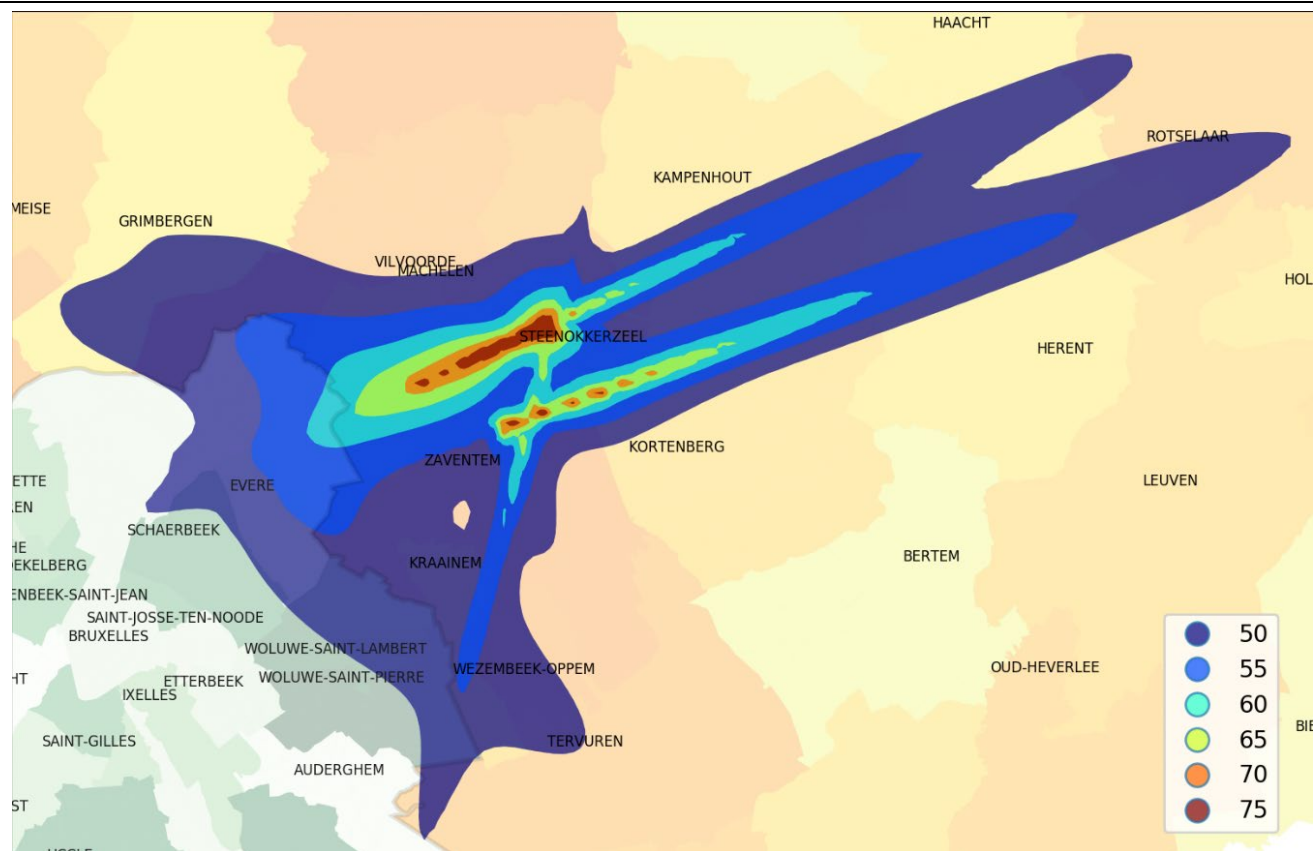 HAACHT
ROTSELAAR
KAMPENHOUT
MEISE
GRIMBERGEN
VILVOORDE
MACHELEN
HOL
STEENOKKERZEEL
HERENT
KORTENBERG
ZAVENTEM
ETTE
EVERE
LEUVEN
REN
SCHAERBEEK
HE
BERTEM
OEKELBERG
KRAAINEM
ENBEEK-SAINT-JEAN
SAINT-JOSSE-TEN-NOODE
BRUXELLES
50
WOLUWE-SAINT-LAMBERT
55
WEZEMBEEK-OPPEM
OUD-HEVERLEE
HT
ETTERBEEK
WOLUWE-SAINT-PIERRE
IXELLES
60
BIE
SAINT-GILLES
TERVUREN
65
AUDERGHEM
70
ST
75